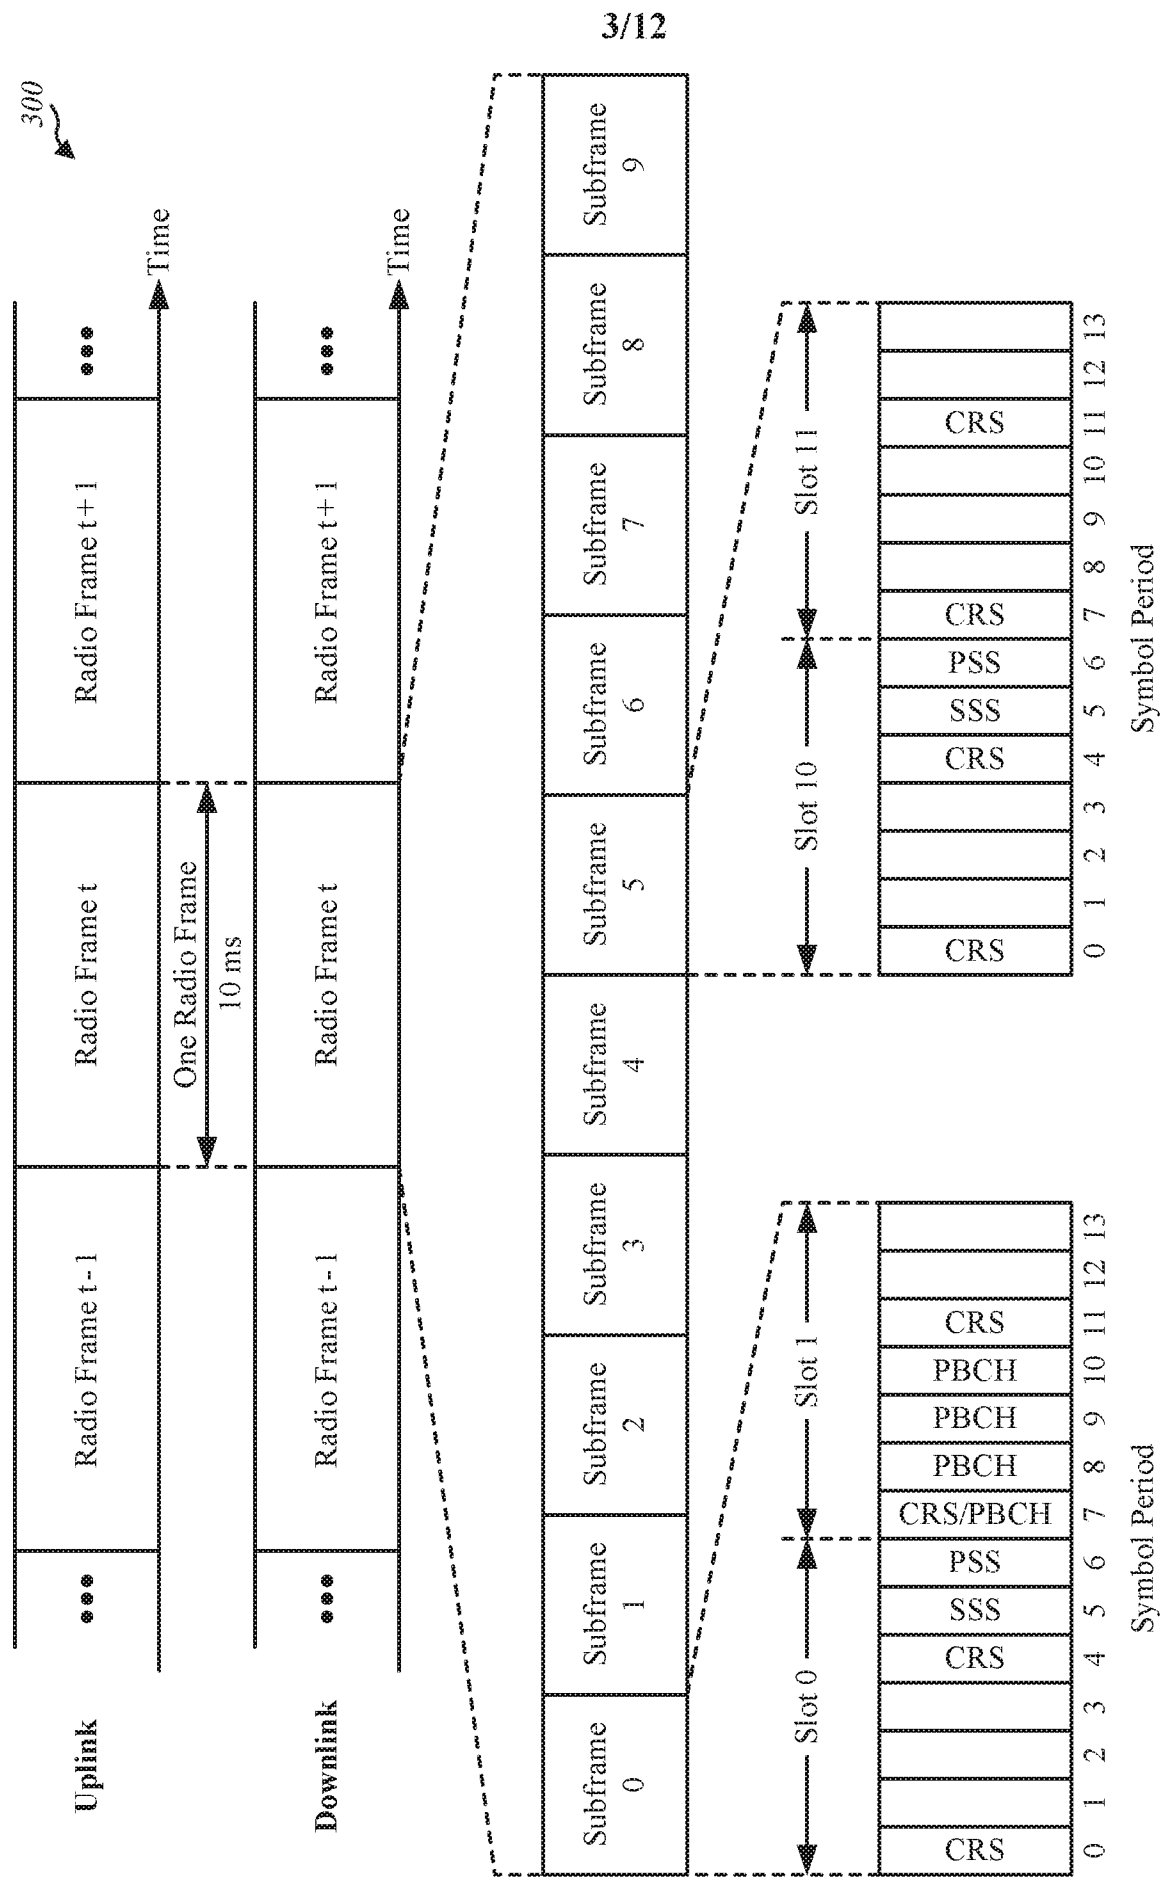 3/12
300
Uplink
••• Radio Frame t-1 Radio Frame t Radio Frame t+1 •••
Time
One Radio Frame
10 ms
Downlink
••• Radio Frame t-1 Radio Frame t Radio Frame t+1 •••
Time
Subframe 0
Subframe 1
Subframe 2
Subframe 3
Subframe 4
Subframe 5
Subframe 6
Subframe 7
Subframe 8
Subframe 9
Slot 0 Slot 1
CRS CRS SSS PSS CRS/PBCH PBCH PBCH PBCH CRS
0 1 2 3 4 5 6 7 8 9 10 11 12 13
Symbol Period
Slot 10 Slot 11
CRS CRS SSS PSS CRS CRS
0 1 2 3 4 5 6 7 8 9 10 11 12 13
Symbol Period